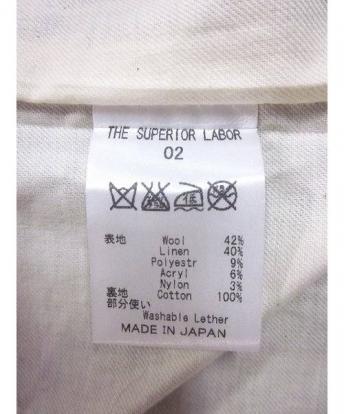 THE SUPERIOR LABOR
02
表地 Wool 42%
Linen 40%
Polyestr 9%
Acryl 6%
Nylon 3%
裏地 Cotton 100%
部分使い
Washable Lether
MADE IN JAPAN